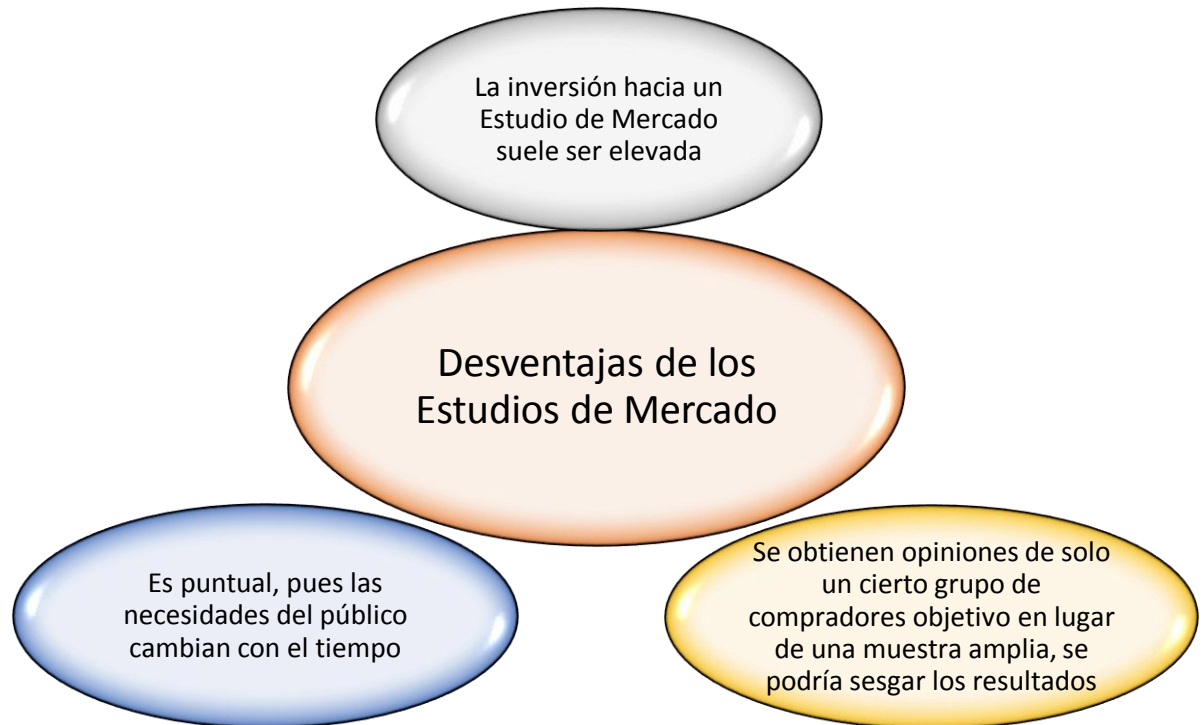 La inversión hacia un
Estudio de Mercado
suele ser elevada
Desventajas de los
Estudios de Mercado
Es puntual, pues las
necesidades del público
cambian con el tiempo
Se obtienen opiniones de solo
un cierto grupo de
compradores objetivo en lugar
de una muestra amplia, se
podría sesgar los resultados